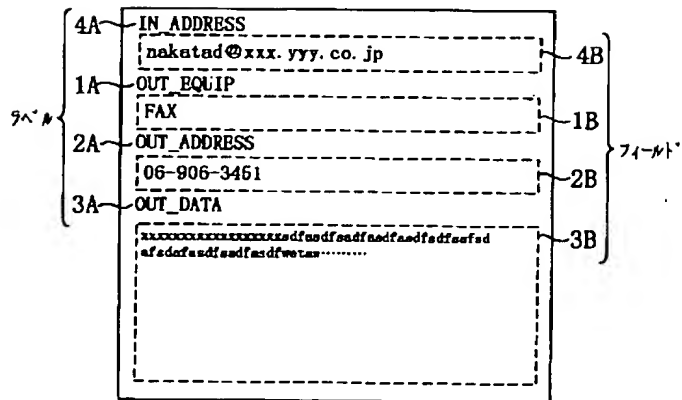 4A IN_ADDRESS
nakatad@xxx.yyy.co.jp 4B
1A OUT_EQUIP
FAX 1B
ラベル フィールド
2A OUT_ADDRESS
06-906-3451 2B
3A OUT_DATA
3B